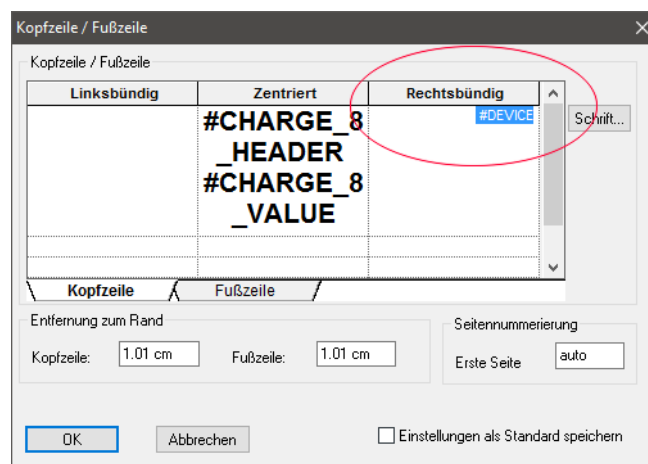 Kopfzeile / Fußzeile
Kopfzeile / Fußzeile
Linksbündig Zentriert Rechtsbündig
#CHARGE_8 #DEVICE Schrift...
_HEADER
#CHARGE_8
_VALUE
Kopfzeile Fußzeile
Entfernung zum Rand Seitennummerierung
Kopfzeile: 1.01 cm Fußzeile: 1.01 cm Erste Seite auto
OK Abbrechen Einstellungen als Standard speichern